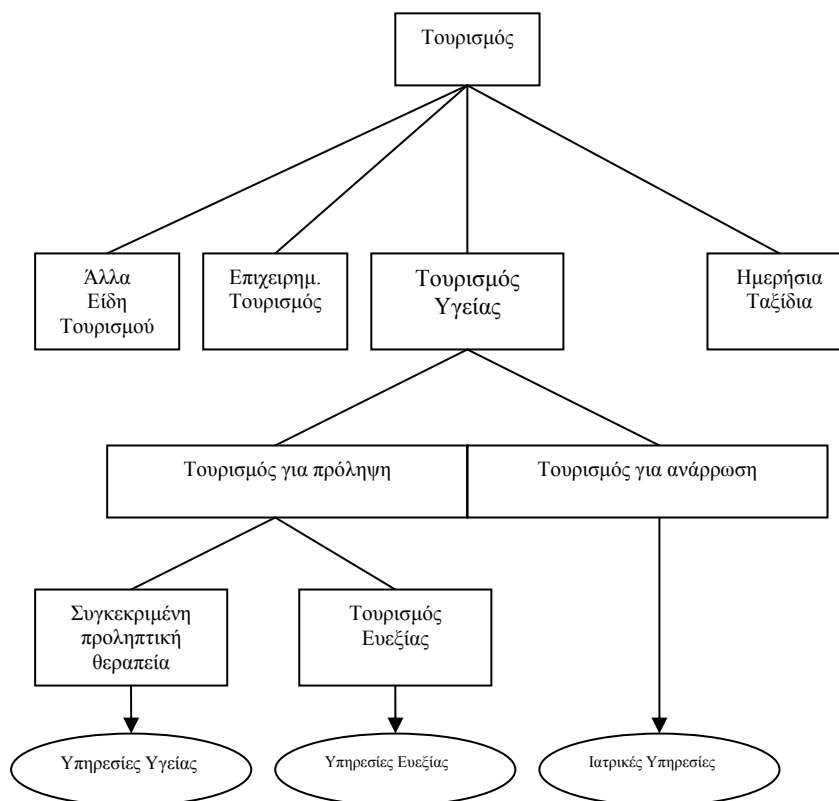 Τουρισμός
Άλλα
Είδη
Τουρισμού
Επιχειρημ.
Τουρισμός
Τουρισμός
Υγείας
Ημερήσια
Ταξίδια
Τουρισμός για πρόληψη
Τουρισμός για ανάρρωση
Συγκεκριμένη
προληπτική
θεραπεία
Τουρισμός
Ευεξίας
Υπηρεσίες Υγείας
Υπηρεσίες Ευεξίας
Ιατρικές Υπηρεσίες